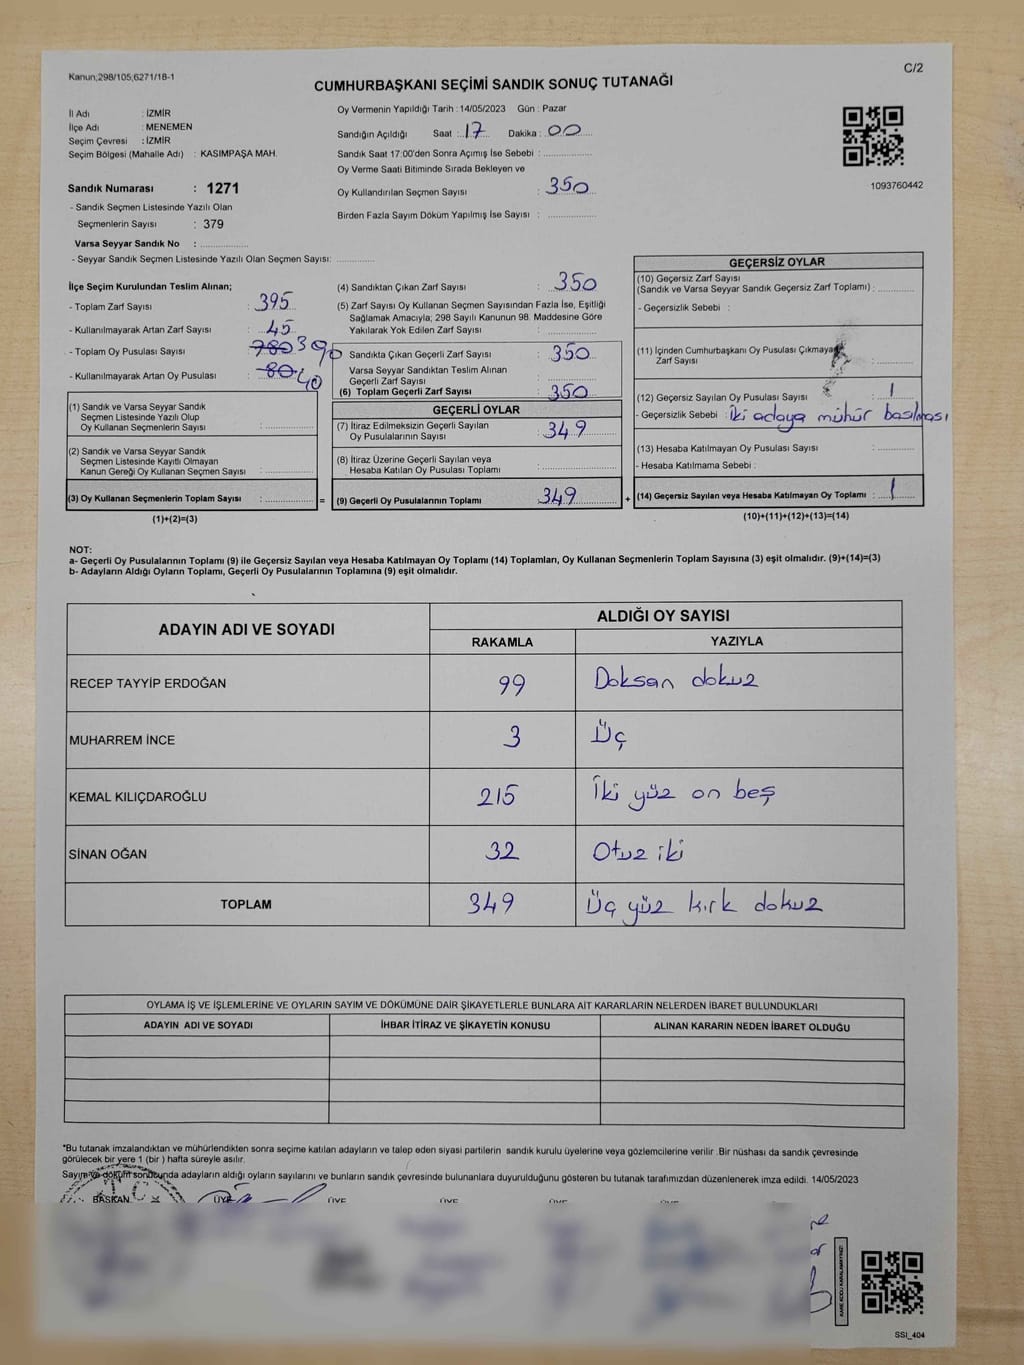 Kanun;298/105,6271/18-1
C/2
CUMHURBAŞKANI SEÇİMİ SANDIK SONUÇ TUTANAĞI
İl Adı : İZMİR
İlçe Adı : MENEMEN
Seçim Çevresi : İZMİR
Seçim Bölgesi (Mahalle Adı) : KASIMPAŞA MAH.
Sandık Numarası : 1271
- Sandık Seçmen Listesinde Yazılı Olan
Seçmenlerin Sayısı : 379
Varsa Seyyar Sandık No : ..............
- Seyyar Sandık Seçmen Listesinde Yazılı Olan Seçmen Sayısı: ............
Oy Vermenin Yapıldığı Tarih : 14/05/2023 Gün : Pazar
Sandığın Açıldığı Saat : 17 Dakika : 00
Sandık Saat 17:00'den Sonra Açımış İse Sebebi : ..............
Oy Verme Saati Bitiminde Sırada Bekleyen ve
Oy Kullandırılan Seçmen Sayısı : 350
Birden Fazla Sayım Döküm Yapılmış İse Sayısı : ..............
1093760442
İlçe Seçim Kurulundan Teslim Alınan;
- Toplam Zarf Sayısı : 395
- Kullanılmayarak Artan Zarf Sayısı : 45
- Toplam Oy Pusulası Sayısı : 780 390
- Kullanılmayarak Artan Oy Pusulası : 80 40
(1) Sandık ve Varsa Seyyar Sandık
Seçmen Listesinde Yazılı Olup
Oy Kullanan Seçmenlerin Sayısı : ..............
(2) Sandık ve Varsa Seyyar Sandık
Seçmen Listesinde Kayıtlı Olmayan
Kanun Gereği Oy Kullanan Seçmen Sayısı : ..............
(3) Oy Kullanan Seçmenlerin Toplam Sayısı : .............. =
(1)+(2)=(3)
(4) Sandıktan Çıkan Zarf Sayısı : 350
(5) Zarf Sayısı Oy Kullanan Seçmen Sayısından Fazla İse, Eşitliği
Sağlamak Amacıyla; 298 Sayılı Kanunun 98. Maddesine Göre
Yakılarak Yok Edilen Zarf Sayısı : ..............
Sandıkta Çıkan Geçerli Zarf Sayısı : 350
Varsa Seyyar Sandıktan Teslim Alınan
Geçerli Zarf Sayısı : ..............
(6) Toplam Geçerli Zarf Sayısı : 350
GEÇERLİ OYLAR
(7) İtiraz Edilmeksizin Geçerli Sayılan
Oy Pusulalarının Sayısı : 349
(8) İtiraz Üzerine Geçerli Sayılan veya
Hesaba Katılan Oy Pusulası Toplamı : ..............
(9) Geçerli Oy Pusulalarının Toplamı : 349 +
GEÇERSİZ OYLAR
(10) Geçersiz Zarf Sayısı
(Sandık ve Varsa Seyyar Sandık Geçersiz Zarf Toplamı) : ............
- Geçersizlik Sebebi :
(11) İçinden Cumhurbaşkanı Oy Pusulası Çıkmayan
Zarf Sayısı : ............
(12) Geçersiz Sayılan Oy Pusulası Sayısı : 1
- Geçersizlik Sebebi : İki adaya mühür basılması
(13) Hesaba Katılmayan Oy Pusulası Sayısı : ............
- Hesaba Katılmama Sebebi :
(14) Geçersiz Sayılan veya Hesaba Katılmayan Oy Toplamı : 1
(10)+(11)+(12)+(13)=(14)
NOT:
a- Geçerli Oy Pusulalarının Toplamı (9) ile Geçersiz Sayılan veya Hesaba Katılmayan Oy Toplamı (14) Toplamları, Oy Kullanan Seçmenlerin Toplam Sayısına (3) eşit olmalıdır. (9)+(14)=(3)
b- Adayların Aldığı Oyların Toplamı, Geçerli Oy Pusulalarının Toplamına (9) eşit olmalıdır.
ADAYIN ADI VE SOYADI ALDIĞI OY SAYISI
RAKAMLA YAZIYLA
RECEP TAYYİP ERDOĞAN 99 Doksan dokuz
MUHARREM İNCE 3 Üç
KEMAL KILIÇDAROĞLU 215 İki yüz on beş
SİNAN OĞAN 32 Otuz iki
TOPLAM 349 Üç yüz kırk dokuz
OYLAMA İŞ VE İŞLEMLERİNE VE OYLARIN SAYIM VE DÖKÜMÜNE DAİR ŞİKAYETLERLE BUNLARA AİT KARARLARIN NELERDEN İBARET BULUNDUKLARI
ADAYIN ADI VE SOYADI İHBAR İTİRAZ VE ŞİKAYETİN KONUSU ALINAN KARARIN NEDEN İBARET OLDUĞU
*Bu tutanak imzalandıktan ve mühürlendikten sonra seçime katılan adayların ve talep eden siyasi partilerin sandık kurulu üyelerine veya gözlemcilerine verilir .Bir nüshası da sandık çevresinde
görülecek bir yere 1 (bir ) hafta süreyle asılır.
Sayım ve döküm sonucunda adayların aldığı oyların sayılarını ve bunların sandık çevresinde bulunanlara duyurulduğunu gösteren bu tutanak tarafımızdan düzenlenerek imza edildi. 14/05/2023
BAŞKAN ÜYE ÜYE ÜYE ÜYE ÜYE
SSI_404